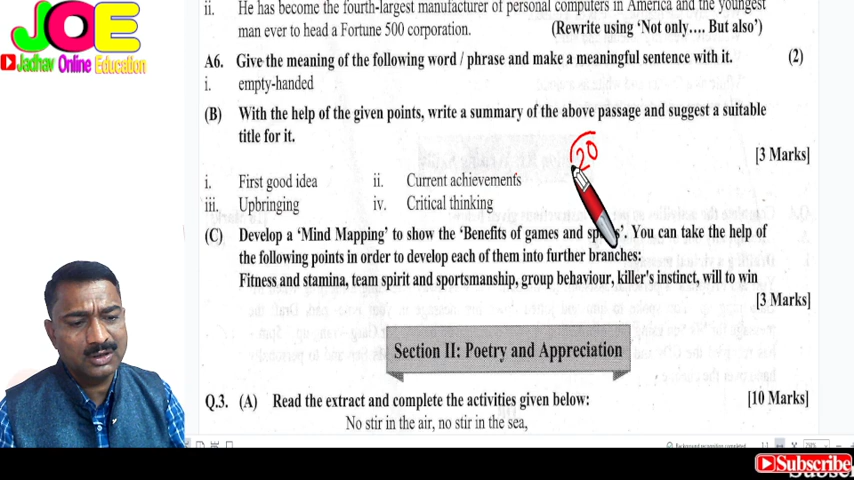 JOE
Jadhav Online Education
ii. He has become the fourth-largest manufacturer of personal computers in America and the youngest
man ever to head a Fortune 500 corporation. (Rewrite using 'Not only.... But also')
A6. Give the meaning of the following word / phrase and make a meaningful sentence with it. (2)
i. empty-handed
(B) With the help of the given points, write a summary of the above passage and suggest a suitable
title for it.
20
[3 Marks]
i. First good idea ii. Current achievements
iii. Upbringing iv. Critical thinking
(C) Develop a 'Mind Mapping' to show the 'Benefits of games and sports'. You can take the help of
the following points in order to develop each of them into further branches:
Fitness and stamina, team spirit and sportsmanship, group behaviour, killer's instinct, will to win
[3 Marks]
Section II: Poetry and Appreciation
Q.3. (A) Read the extract and complete the activities given below: [10 Marks]
No stir in the air, no stir in the sea,
Subscribe
Subscribe